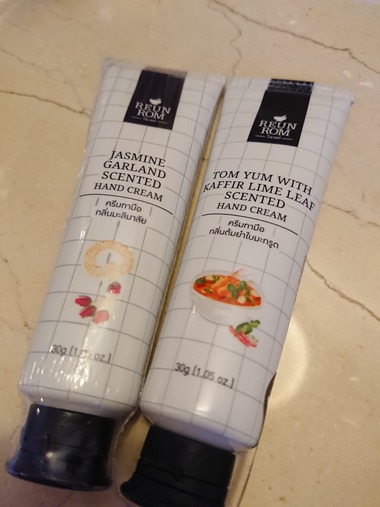 REUN
ROM
JASMINE
GARLAND
SCENTED
HAND CREAM
ครีมทามือ
กลิ่นมะลิมาลัย
30g [1.05 oz.]
REUN
ROM
TOM YUM WITH
KAFFIR LIME LEAF
SCENTED
HAND CREAM
ครีมทามือ
กลิ่นต้มยำใบมะกรูด
30g [1.05 oz.]